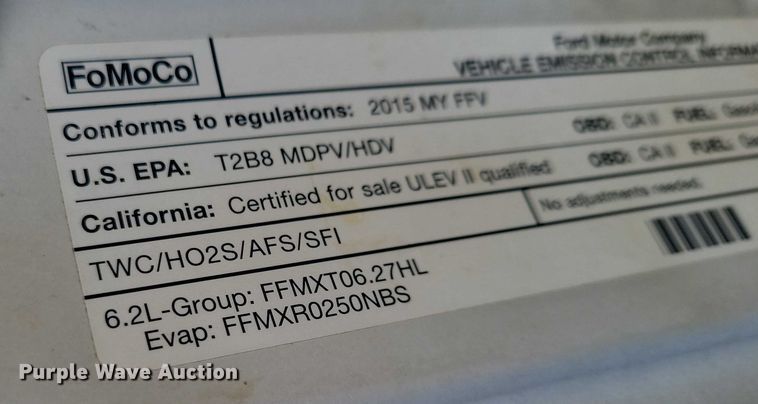 FoMoCo
Ford Motor Company
VEHICLE EMISSION CONTROL
Conforms to regulations: 2015 MY FFV
U.S. EPA: T2B8 MDPV/HDV OBD: CA II FUEL:
California: Certified for sale ULEV II qualified OBD: CA II FUEL:
TWC/HO2S/AFS/SFI No adjustments needed.
6.2L-Group: FFMXT06.27HL
Evap: FFMXR0250NBS
Purple Wave Auction